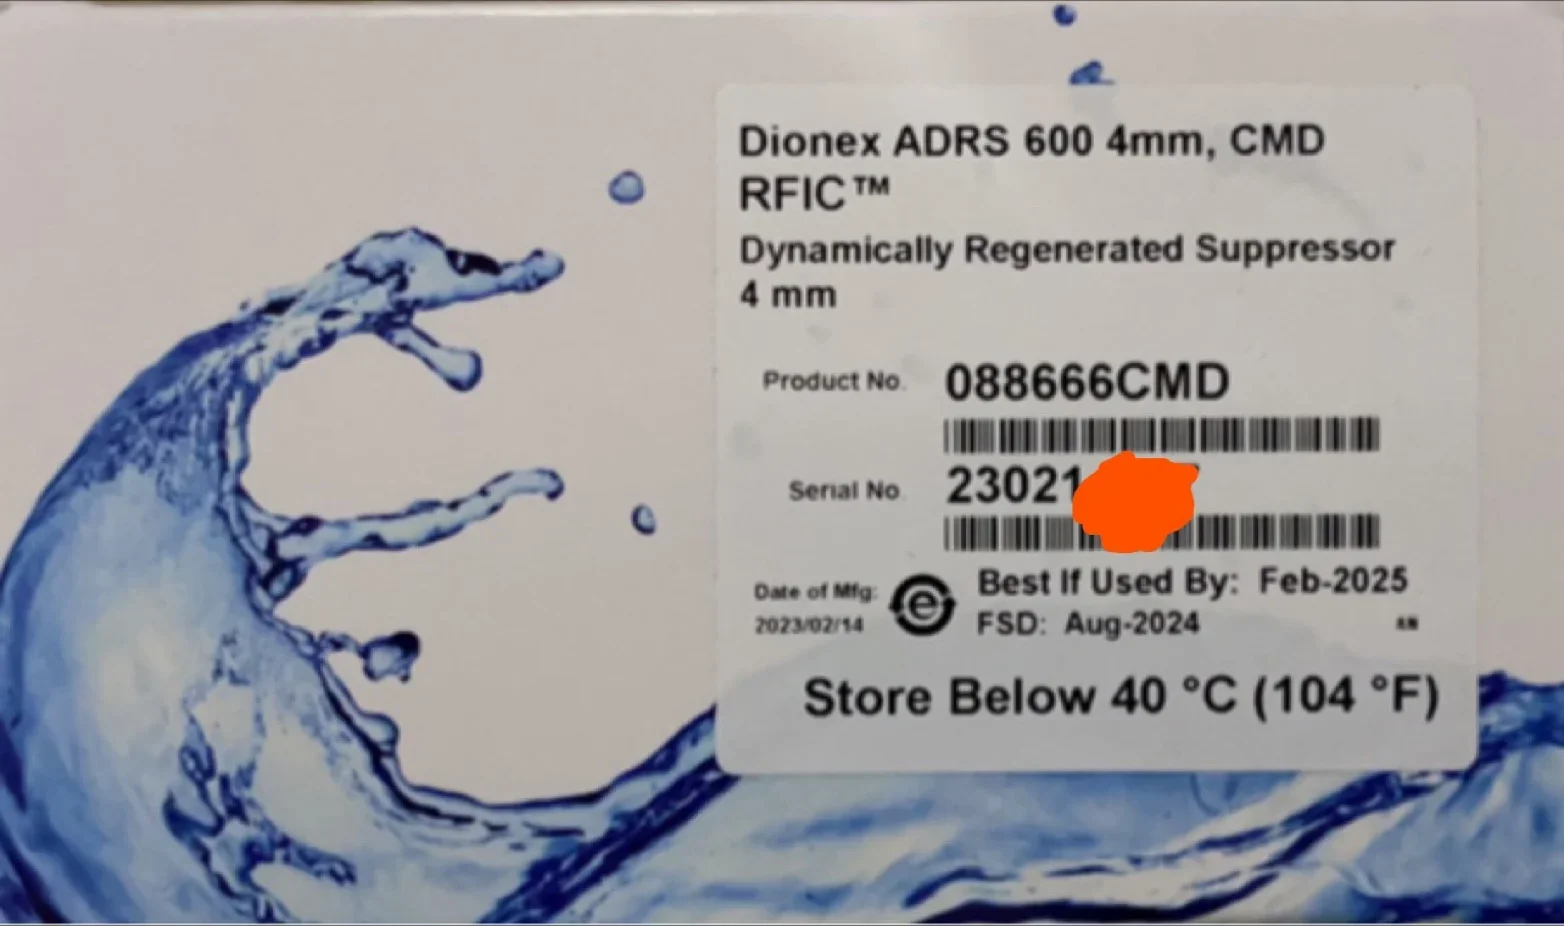 Dionex ADRS 600 4mm, CMD
RFIC™
Dynamically Regenerated Suppressor
4 mm
Product No. 088666CMD
Serial No. 23021
Date of Mfg: Best If Used By: Feb-2025
2023/02/14 FSD: Aug-2024
Store Below 40 °C (104 °F)